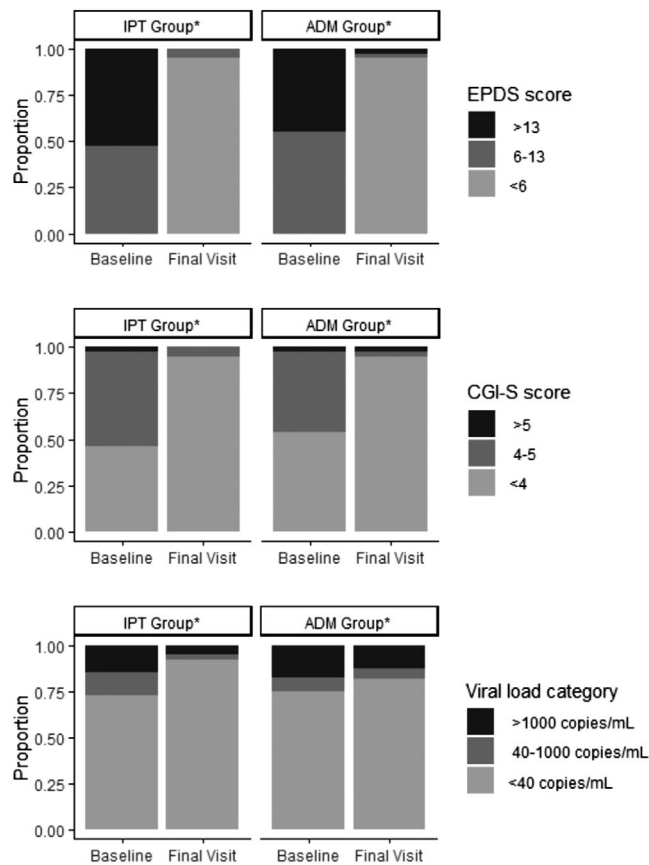 IPT Group* ADM Group*
1.00
0.75
0.50
0.25
0.00
Proportion
Baseline Final Visit Baseline Final Visit
EPDS score
>13
6-13
<6
IPT Group* ADM Group*
1.00
0.75
0.50
0.25
0.00
Proportion
Baseline Final Visit Baseline Final Visit
CGI-S score
>5
4-5
<4
IPT Group* ADM Group*
1.00
0.75
0.50
0.25
0.00
Proportion
Baseline Final Visit Baseline Final Visit
Viral load category
>1000 copies/mL
40-1000 copies/mL
<40 copies/mL